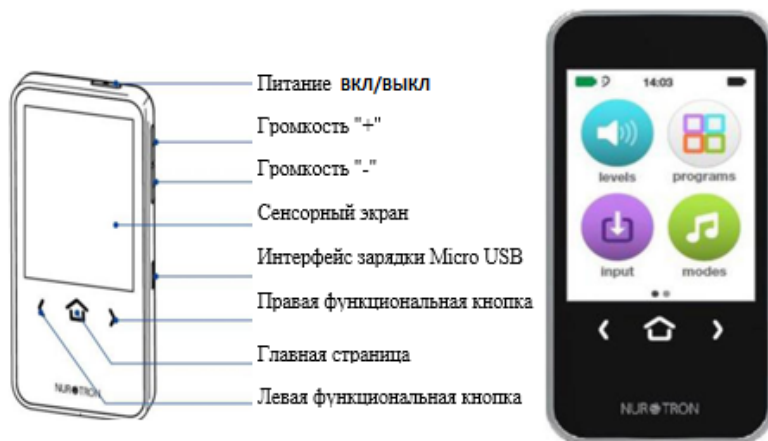 Питание ВКЛ/ВЫКЛ
Громкость "+"
Громкость "-"
Сенсорный экран
Интерфейс зарядки Micro USB
Правая функциональная кнопка
Главная страница
Левая функциональная кнопка
NUROTRON
14:03
levels programs
input modes
NUROTRON